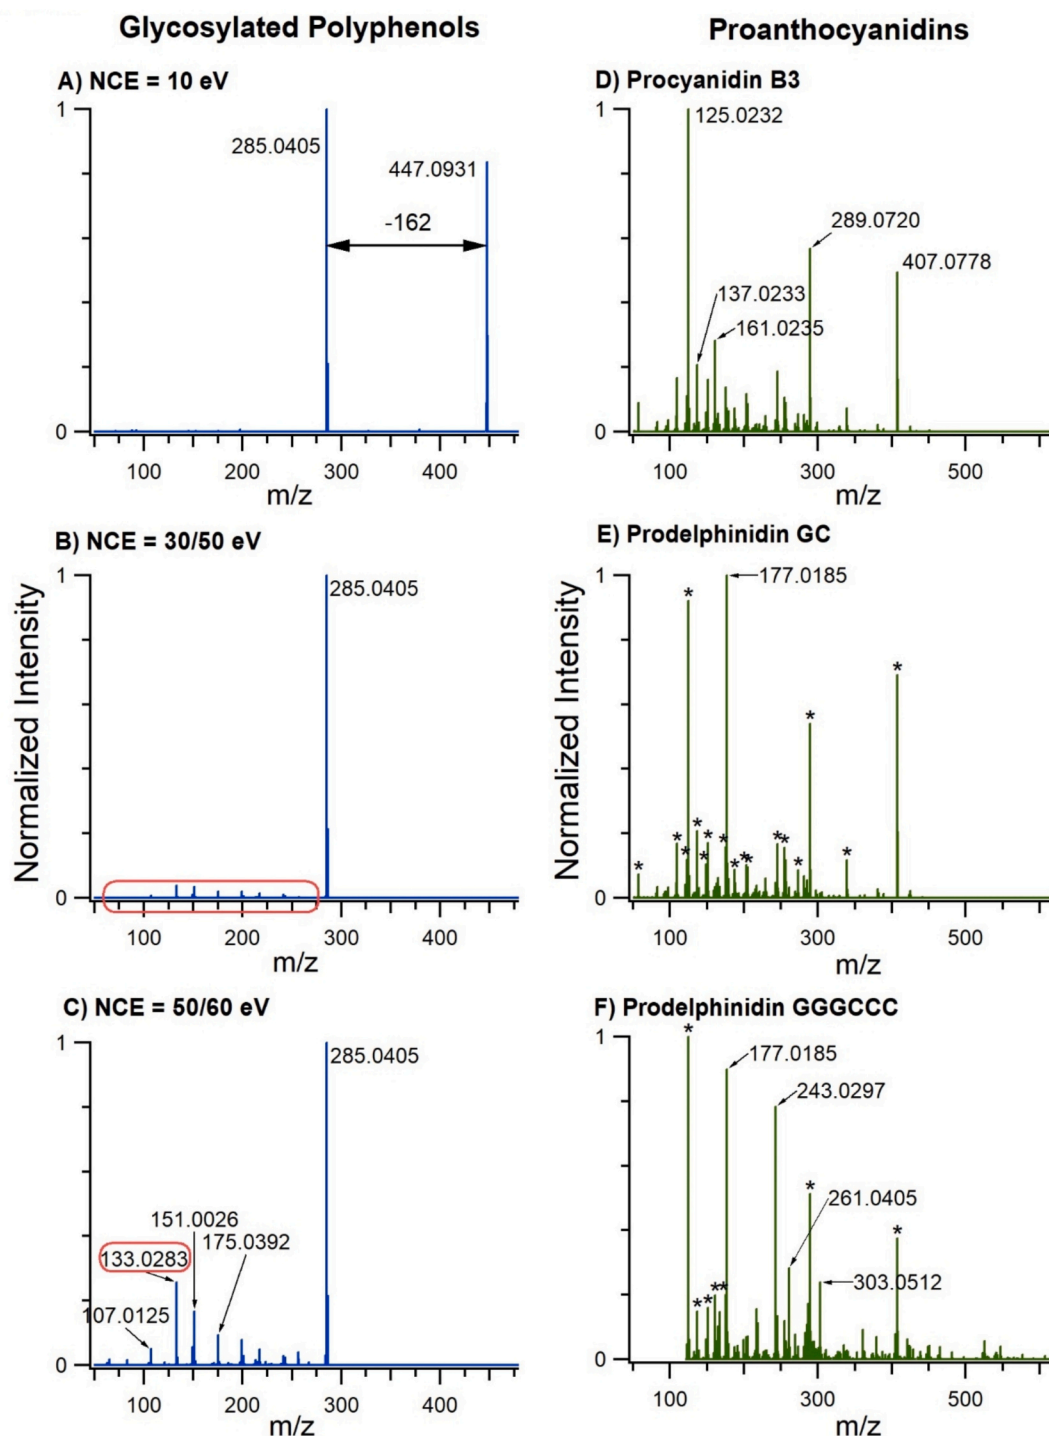 Glycosylated Polyphenols
A) NCE = 10 eV
1
285.0405
447.0931
-162
0
100 200 300 400
m/z
B) NCE = 30/50 eV
1
285.0405
Normalized Intensity
0
100 200 300 400
m/z
C) NCE = 50/60 eV
1
285.0405
151.0026
133.0283
175.0392
107.0125
0
100 200 300 400
m/z
Proanthocyanidins
D) Procyanidin B3
1
125.0232
289.0720
407.0778
137.0233
161.0235
0
100 300 500
m/z
E) Prodelphinidin GC
1
177.0185
* * *
* * * * * * * * * * * * *
Normalized Intensity
0
100 300 500
m/z
F) Prodelphinidin GGGCCC
1
*
177.0185
243.0297
*
261.0405
*
303.0512
* * * *
0
100 300 500
m/z